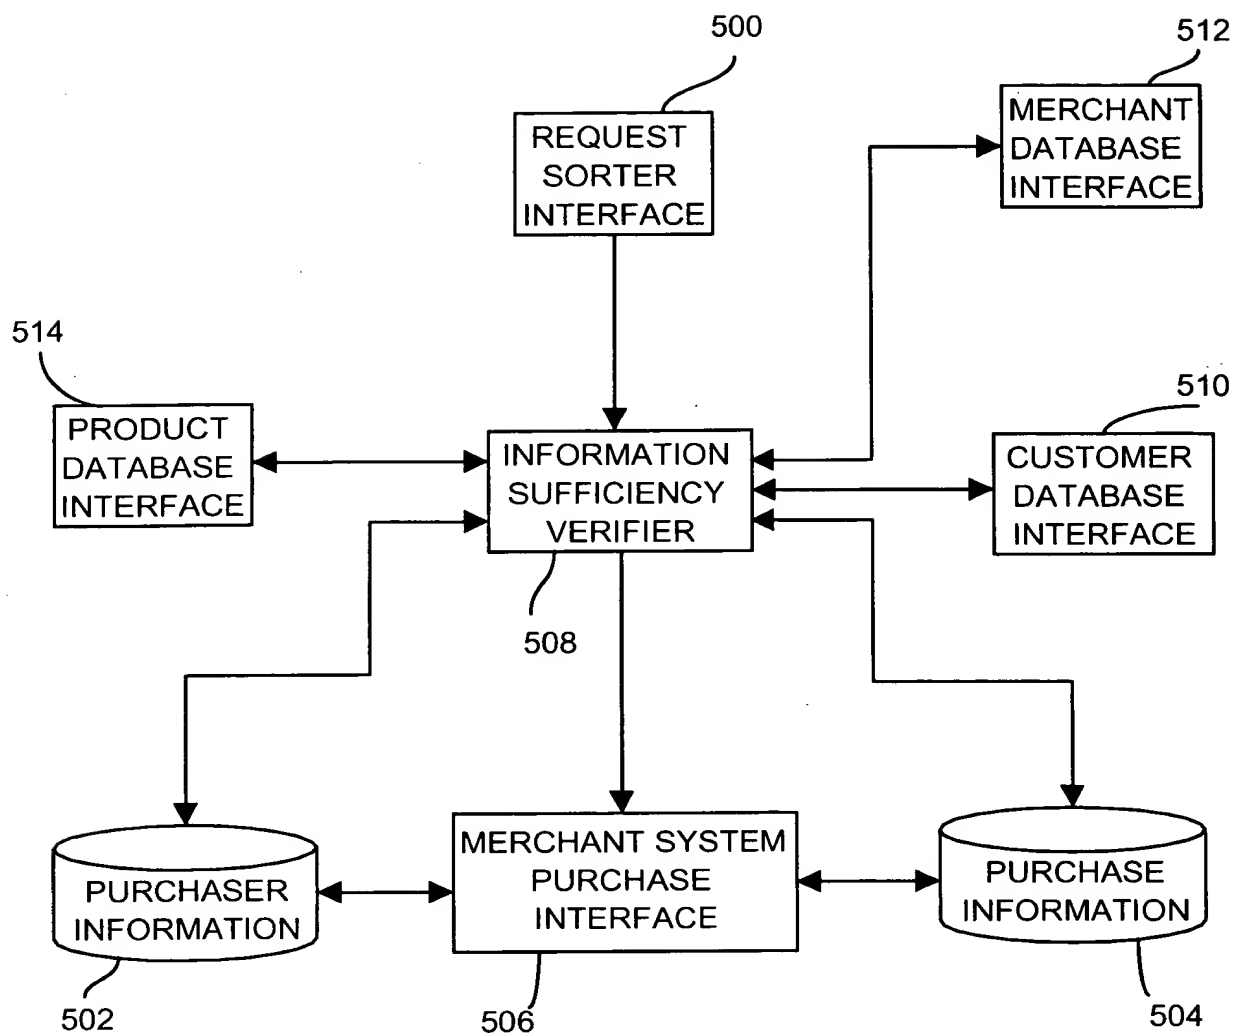 500
512
REQUEST
SORTER
INTERFACE
MERCHANT
DATABASE
INTERFACE
514
510
PRODUCT
DATABASE
INTERFACE
INFORMATION
SUFFICIENCY
VERIFIER
CUSTOMER
DATABASE
INTERFACE
508
PURCHASER
INFORMATION
MERCHANT SYSTEM
PURCHASE
INTERFACE
PURCHASE
INFORMATION
502
506
504